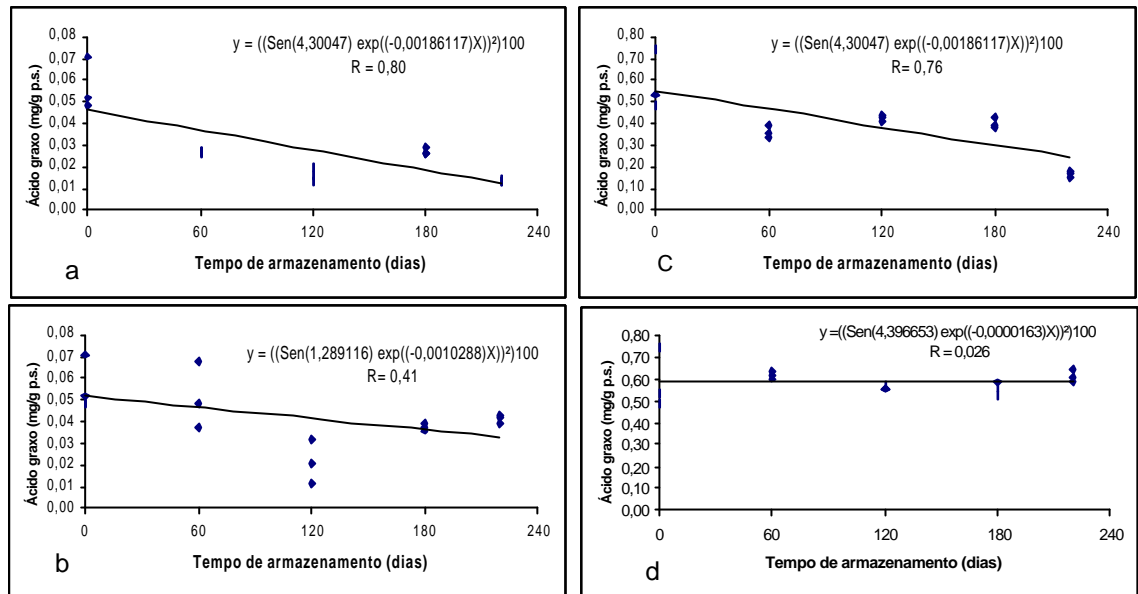 y = ((Sen(4,30047) exp((-0,00186117)X))²)100
R = 0,80
Ácido graxo (mg/g p.s.)
0,08
0,07
0,06
0,05
0,04
0,03
0,02
0,01
0,00
0 60 120 180 240
Tempo de armazenamento (dias)
a
y = ((Sen(4,30047) exp((-0,00186117)X))²)100
R= 0,76
Ácido graxo (mg/g p.s.)
0,80
0,70
0,60
0,50
0,40
0,30
0,20
0,10
0,00
0 60 120 180 240
Tempo de armazenamento (dias)
C
y = ((Sen(1,289116) exp((-0,0010288)X))²)100
R= 0,41
Ácido graxo (mg/g p.s.)
0,08
0,07
0,06
0,05
0,04
0,03
0,02
0,01
0,00
0 60 120 180 240
Tempo de armazenamento (dias)
b
y =((Sen(4,396653) exp((-0,0000163)X))²)100
R = 0,026
Ácido graxo (mg/g p.s.)
0,80
0,70
0,60
0,50
0,40
0,30
0,20
0,10
0,00
0 60 120 180 240
Tempo de armazenamento (dias)
d